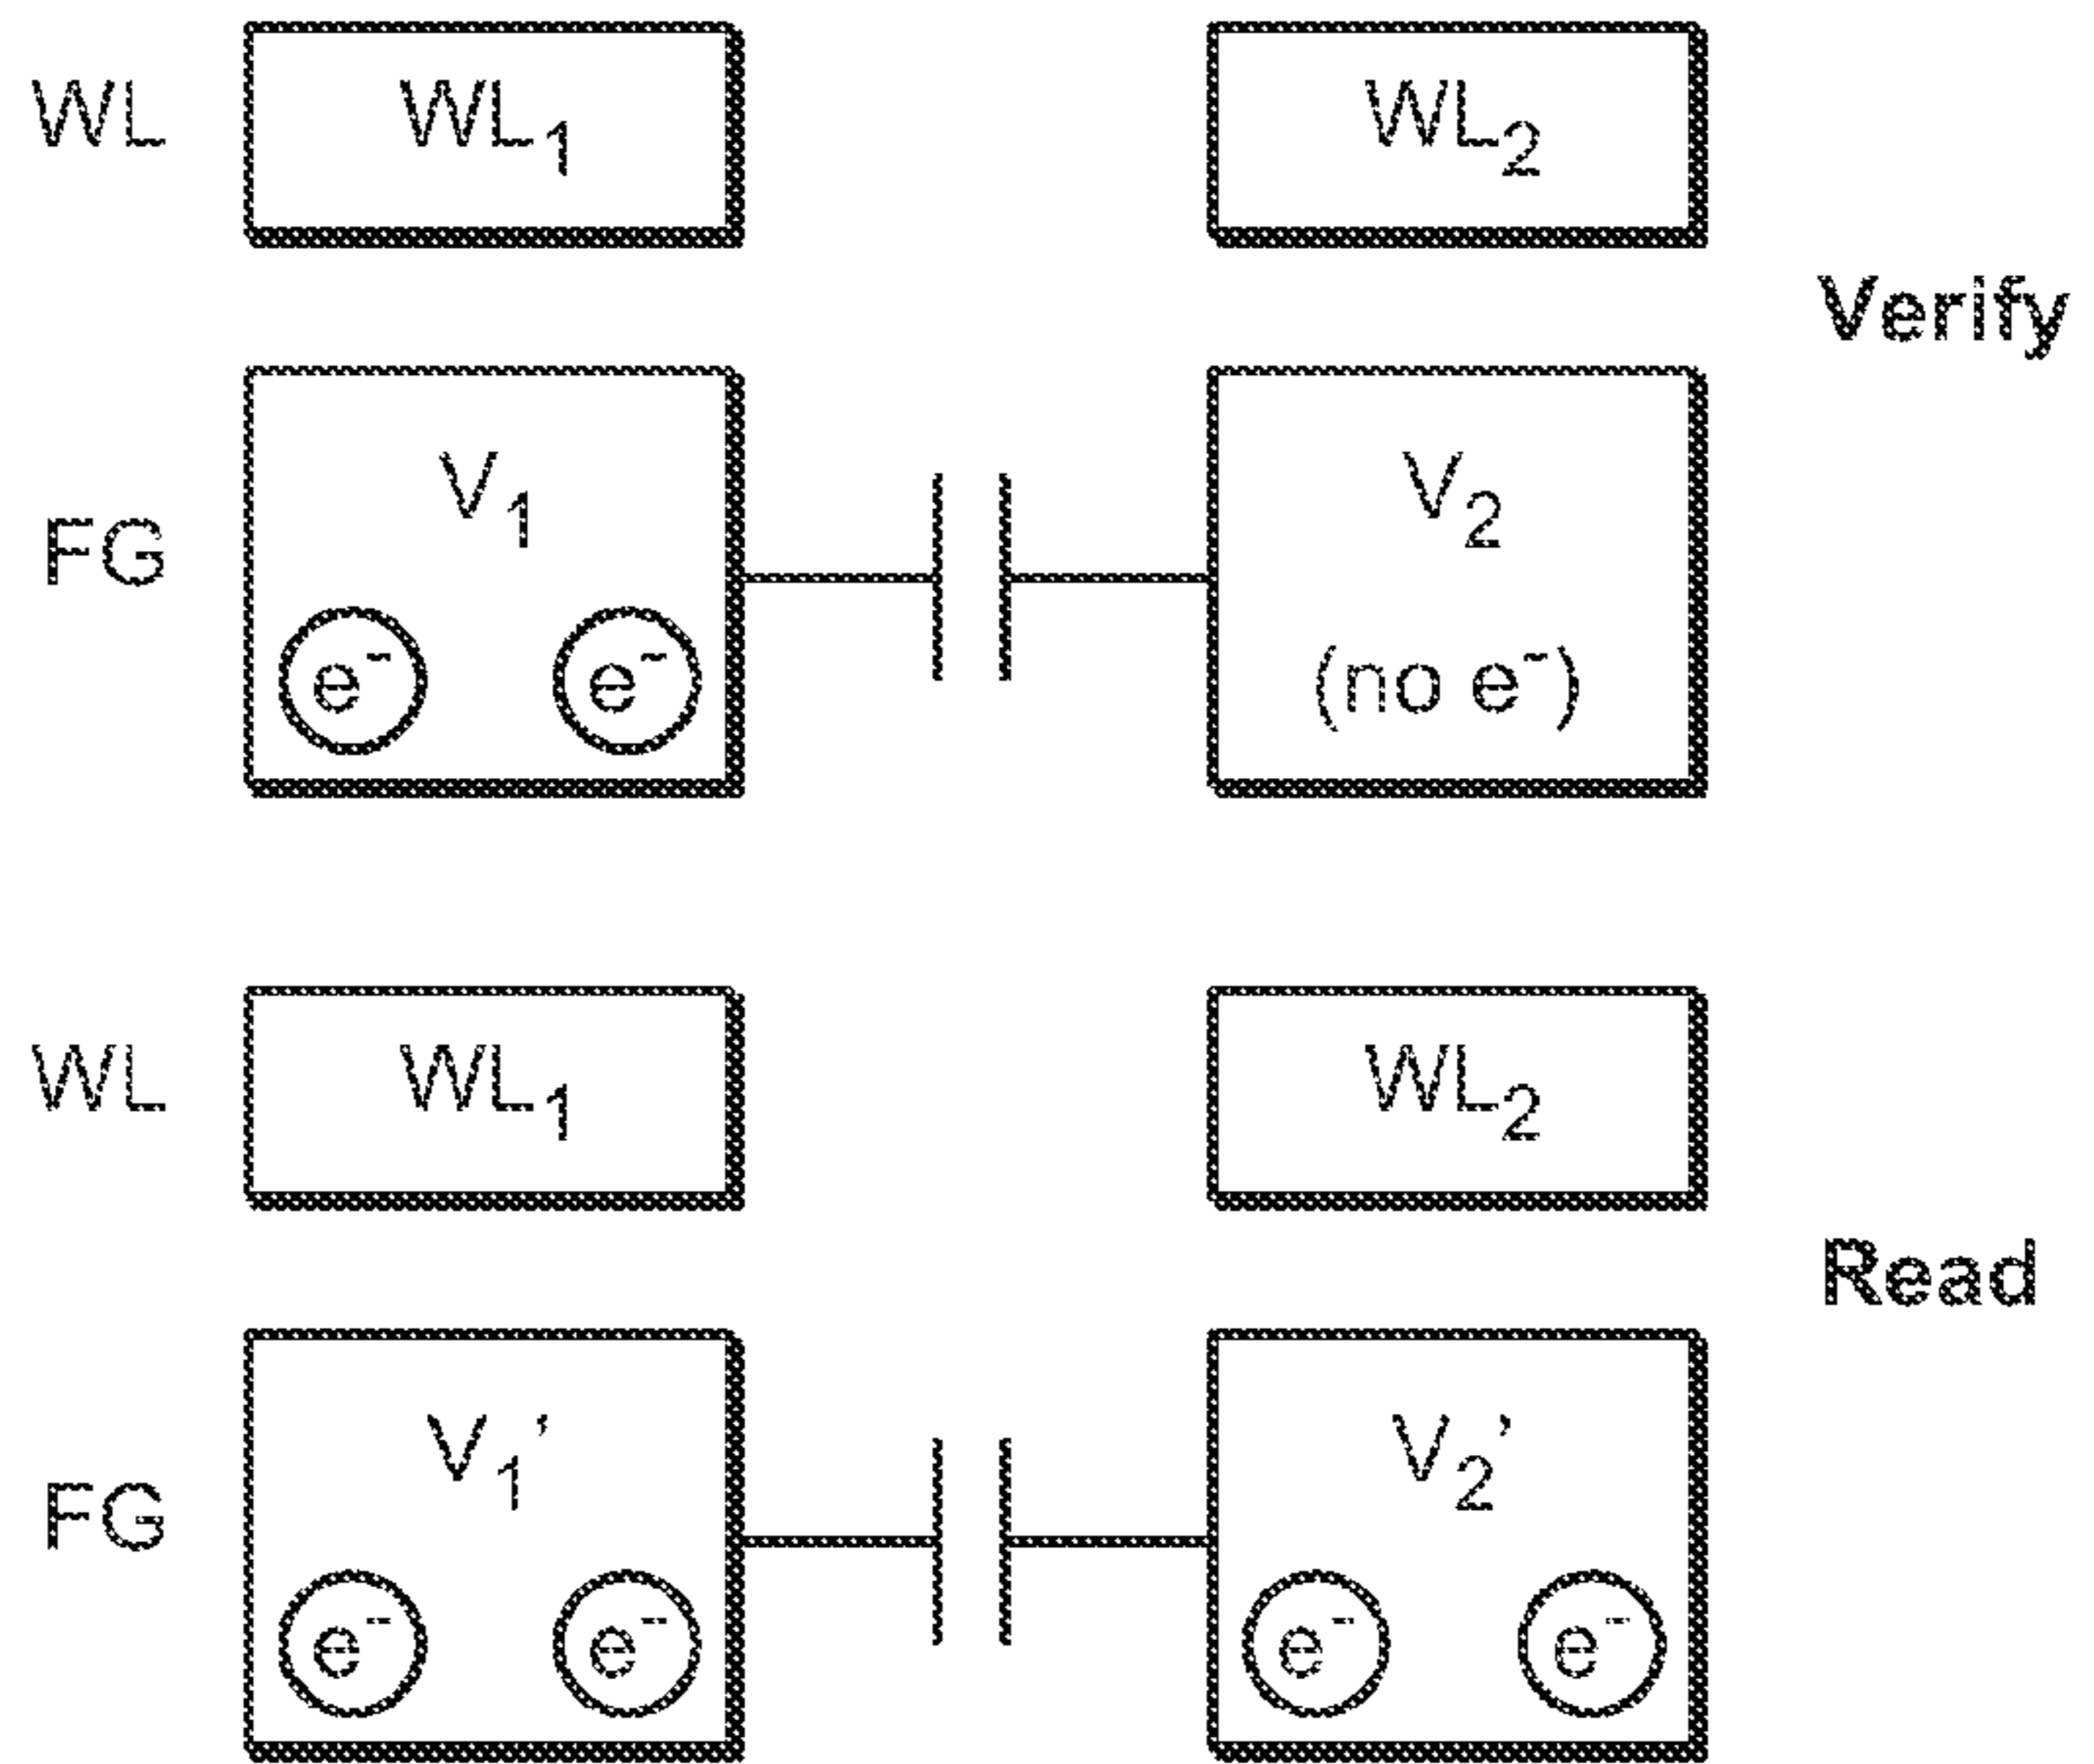 WL WL₁ WL₂
Verify
FG V₁ V₂
e⁻ e⁻ (no e⁻)
WL WL₁ WL₂
Read
FG V₁’ V₂’
e⁻ e⁻ e⁻ e⁻